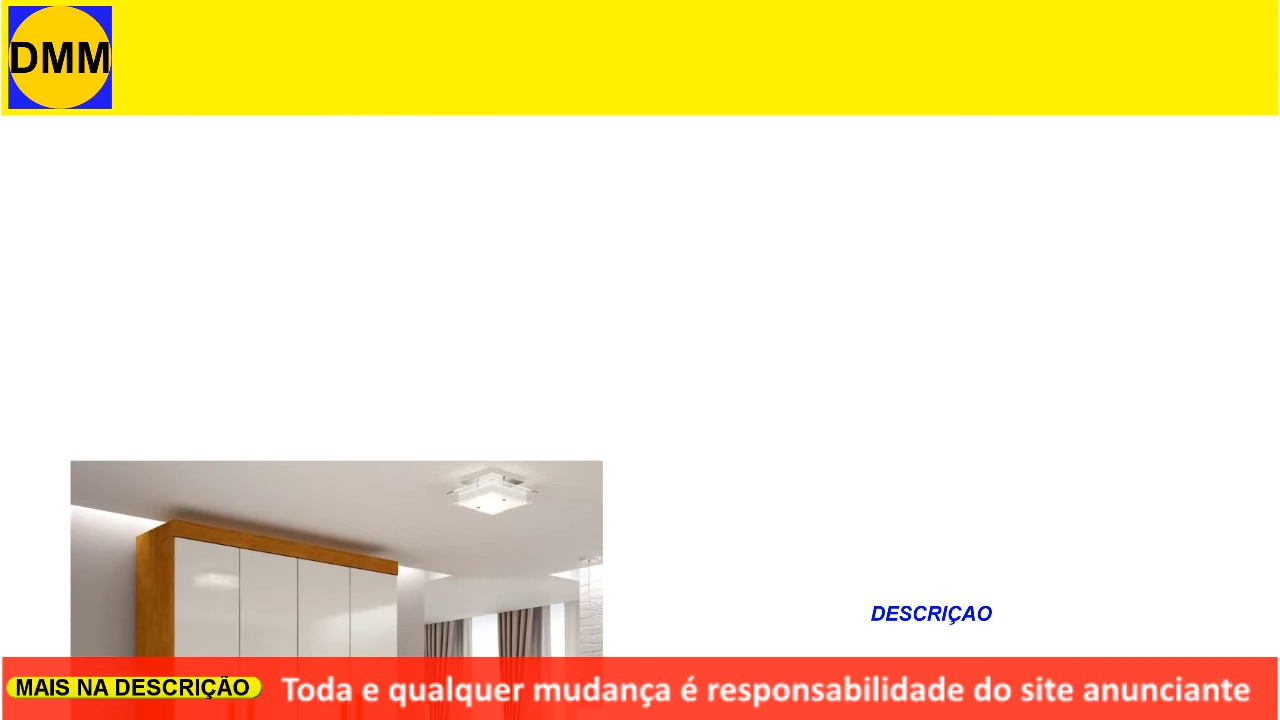 DMM
DESCRIÇAO
MAIS NA DESCRIÇÃO
Toda e qualquer mudança é responsabilidade do site anunciante